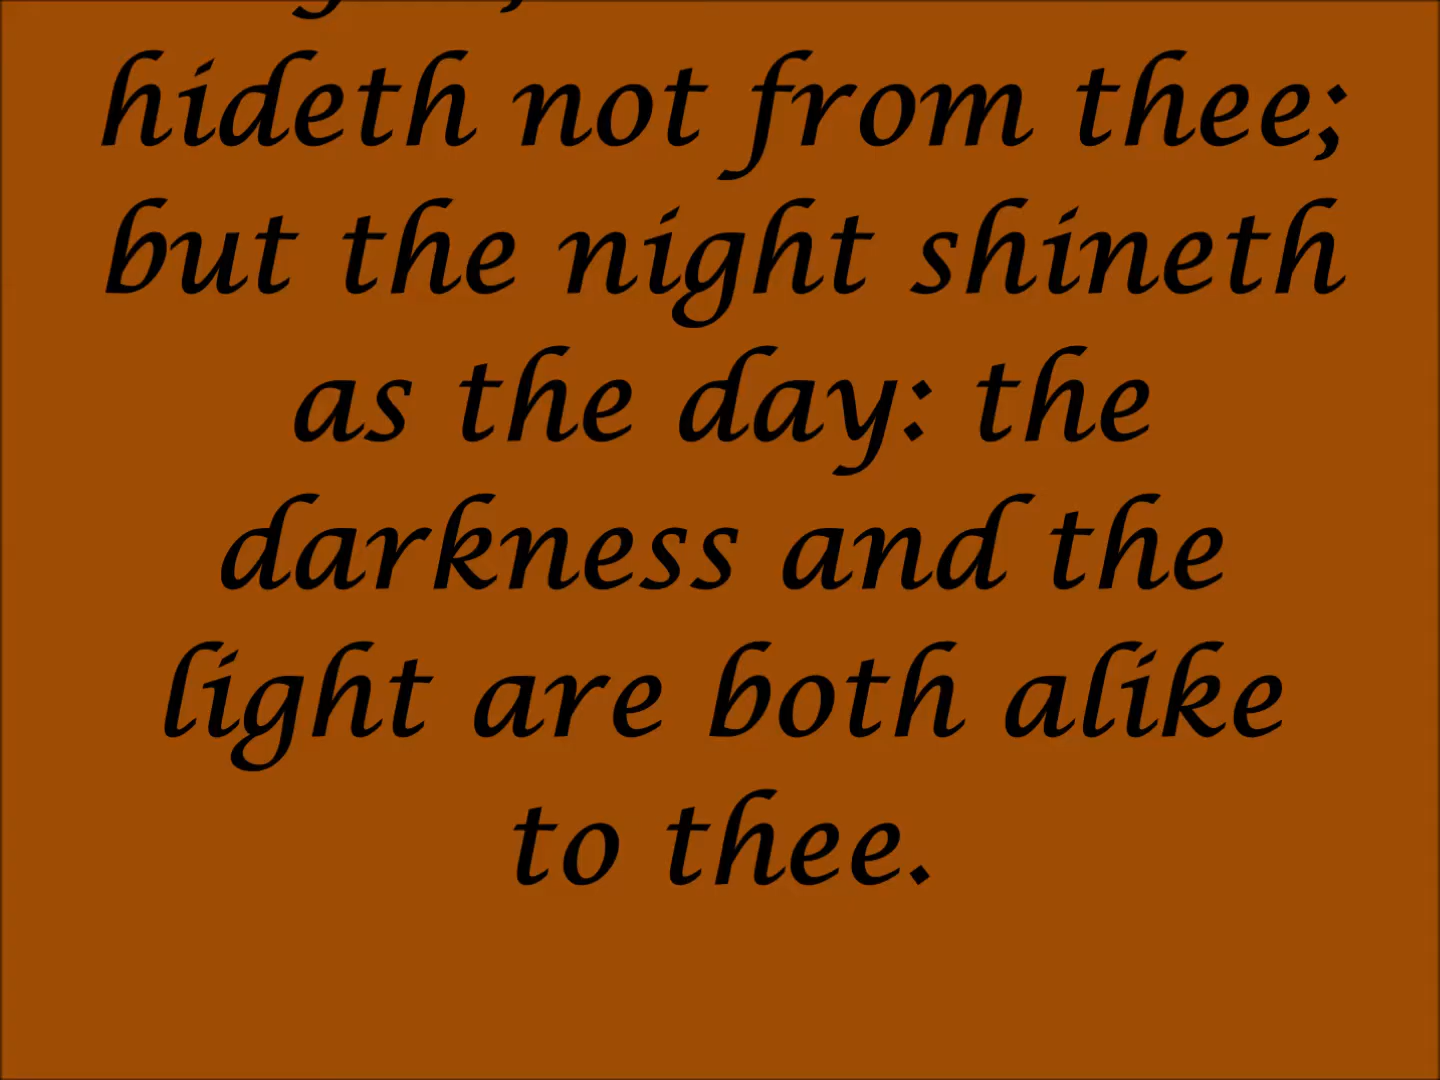 hideth not from thee;
but the night shineth
as the day: the
darkness and the
light are both alike
to thee.